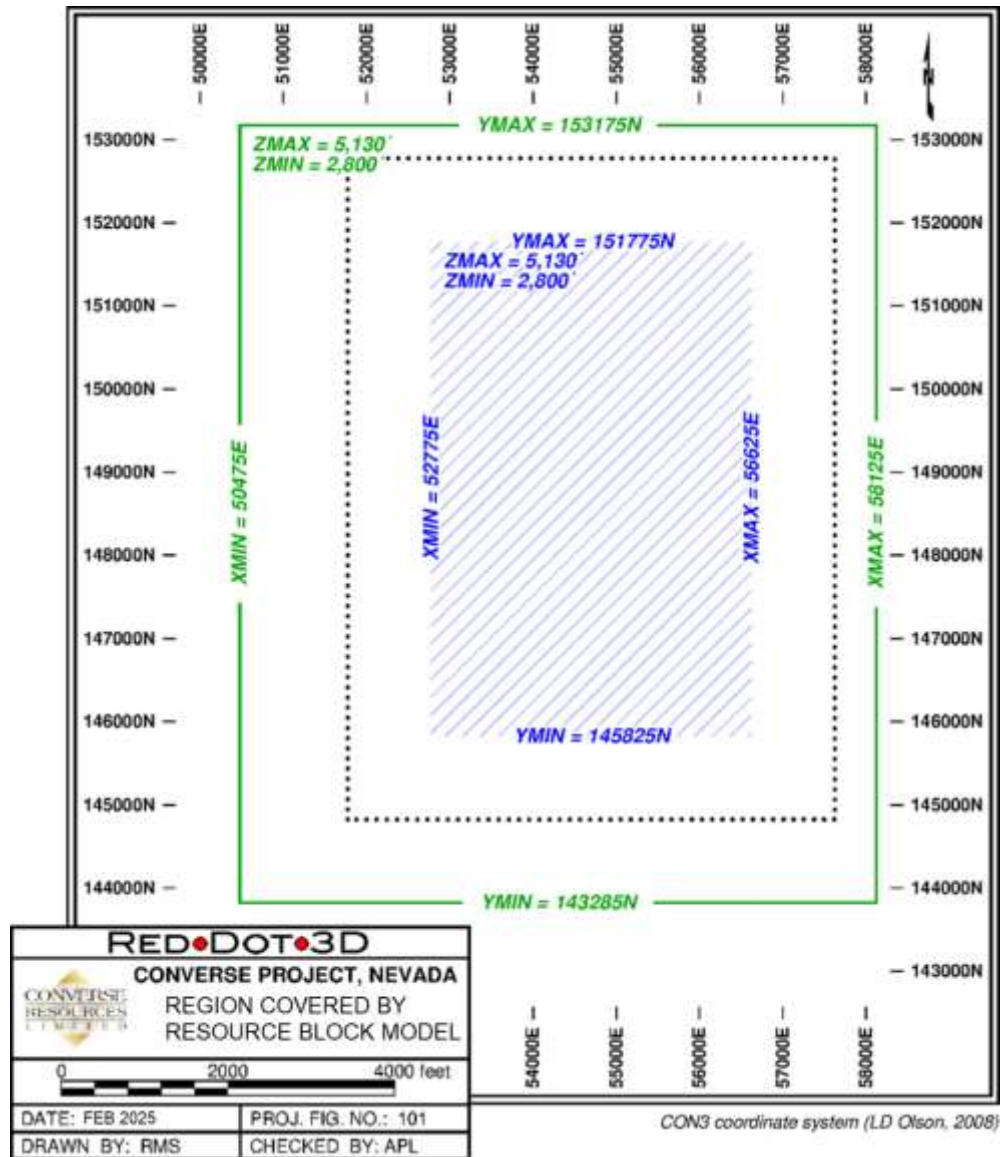 50000E
51000E
52000E
53000E
54000E
55000E
56000E
57000E
58000E
N
153000N
152000N
151000N
150000N
149000N
148000N
147000N
146000N
145000N
144000N
YMAX = 153175N
ZMAX = 5,130'
ZMIN = 2,800'
YMAX = 151775N
ZMAX = 5,130'
ZMIN = 2,800'
XMIN = 50475E
XMIN = 52775E
XMAX = 56625E
XMAX = 58125E
YMIN = 145825N
YMIN = 143285N
153000N
152000N
151000N
150000N
149000N
148000N
147000N
146000N
145000N
144000N
143000N
54000E
55000E
56000E
57000E
58000E
RED•DOT•3D
CONVERSE
RESOURCES
LIMITED
CONVERSE PROJECT, NEVADA
REGION COVERED BY
RESOURCE BLOCK MODEL
0 2000 4000 feet
DATE: FEB 2025 PROJ. FIG. NO.: 101
DRAWN BY: RMS CHECKED BY: APL
CON3 coordinate system (LD Olson, 2008)